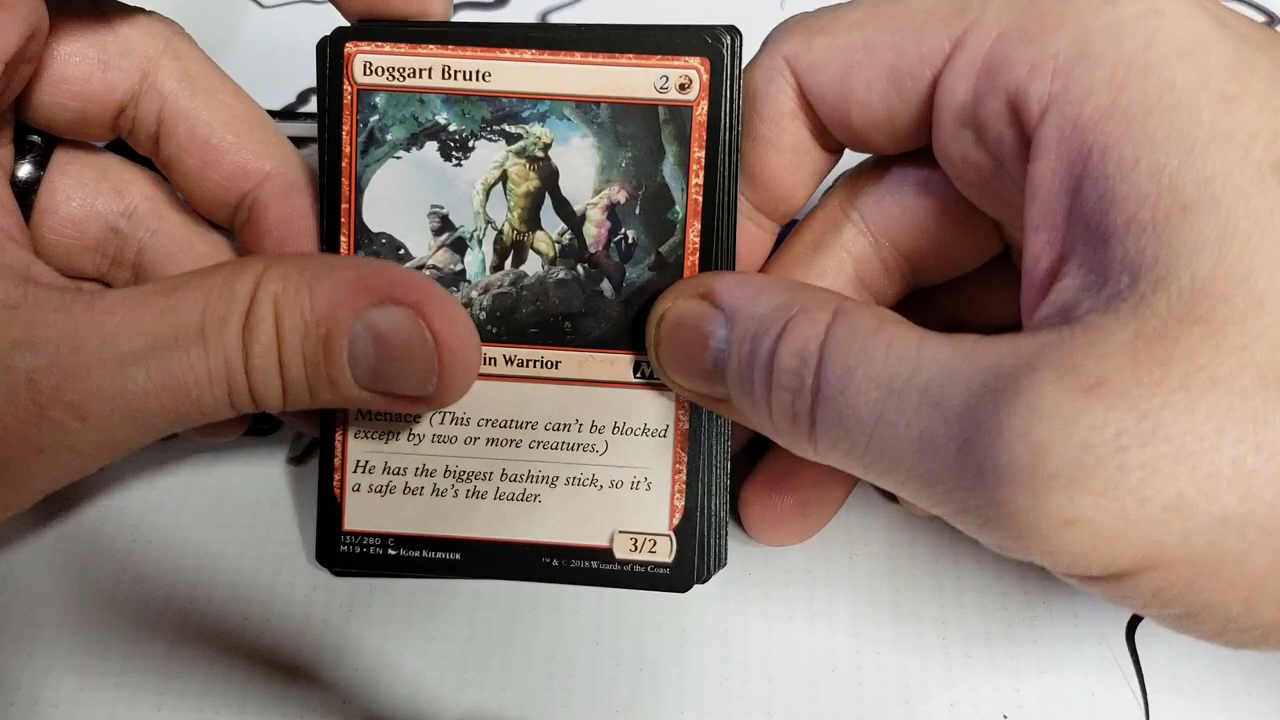 Boggart Brute 2
in Warrior M
Menace (This creature can't be blocked
except by two or more creatures.)
He has the biggest bashing stick, so it's
a safe bet he's the leader.
3/2
131/280 C
M19 • EN Igor Kieryluk
™ & © 2018 Wizards of the Coast